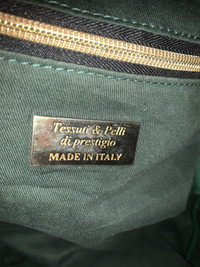 Tessuti & Pelli
di prestigio
MADE IN ITALY